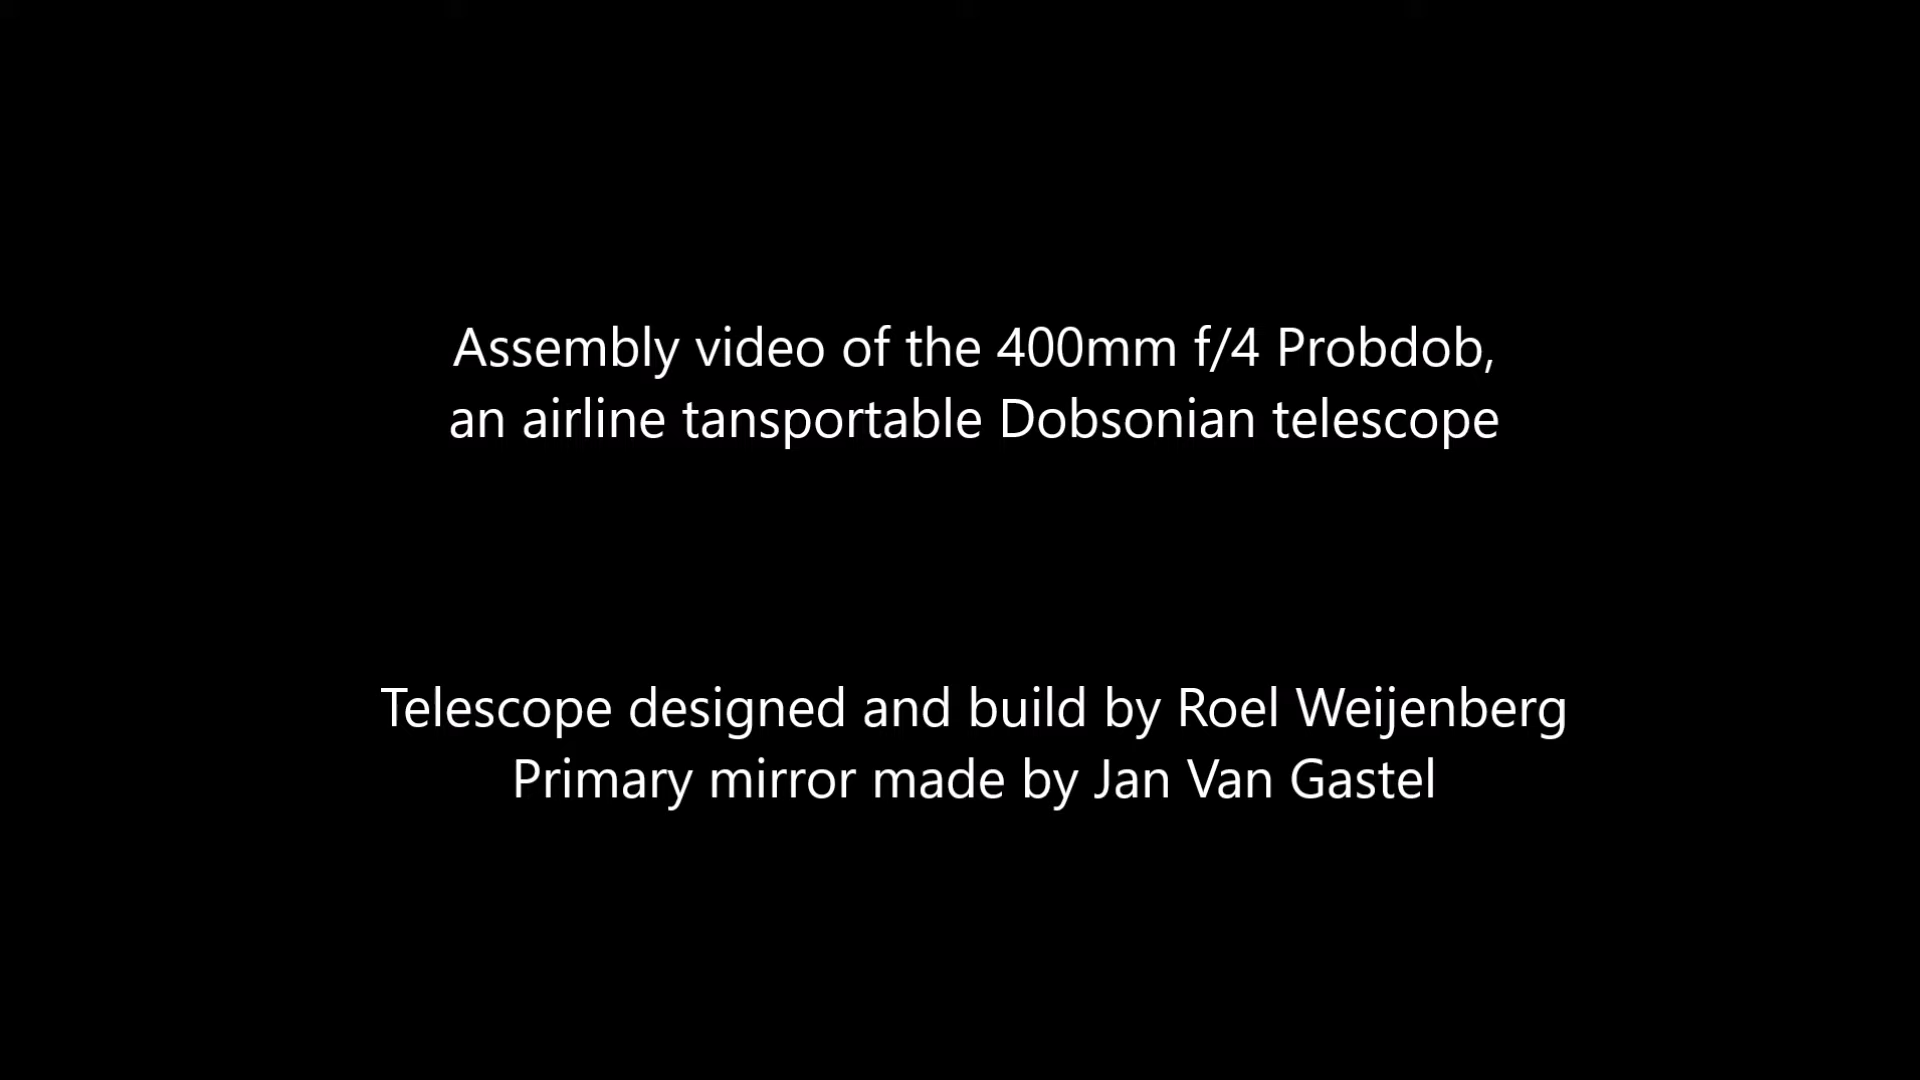 Assembly video of the 400mm f/4 Probdob,
an airline tansportable Dobsonian telescope
Telescope designed and build by Roel Weijenberg
Primary mirror made by Jan Van Gastel